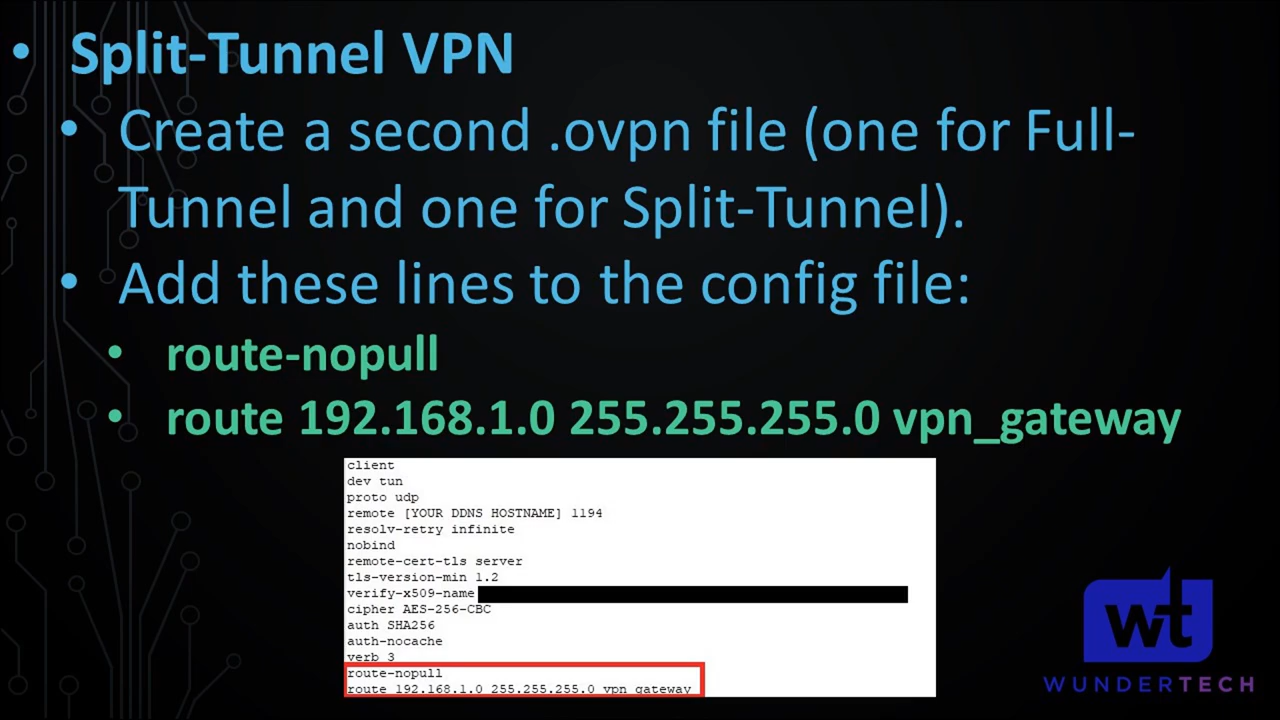 • Split-Tunnel VPN
• Create a second .ovpn file (one for Full-
Tunnel and one for Split-Tunnel).
• Add these lines to the config file:
• route-nopull
• route 192.168.1.0 255.255.255.0 vpn_gateway
client
dev tun
proto udp
remote [YOUR DDNS HOSTNAME] 1194
resolv-retry infinite
nobind
remote-cert-tls server
tls-version-min 1.2
verify-x509-name
cipher AES-256-CBC
auth SHA256
auth-nocache
verb 3
route-nopull
route 192.168.1.0 255.255.255.0 vpn_gateway
wt
WUNDERTECH